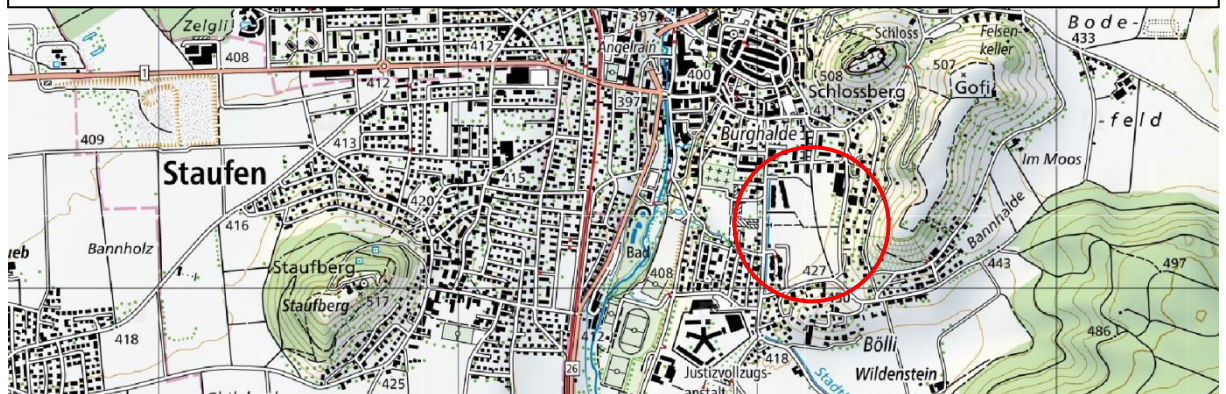 Zelgli
408
1
412
412
397
Angelrain
397
400
Schloss
508
Schlossberg
411
Felsen-
keller
507
Gofi
Bode-
433
-feld
409
Staufen
413
415
420
416
Burghalde
Im Moos
Bannhalde
Bannholz
Staufberg
Staufberg
517
Bad
408
427
443
497
486
418
425
412
26
Justizvollzugs-
anstalt
418
Bölli
Wildenstein
Stadt